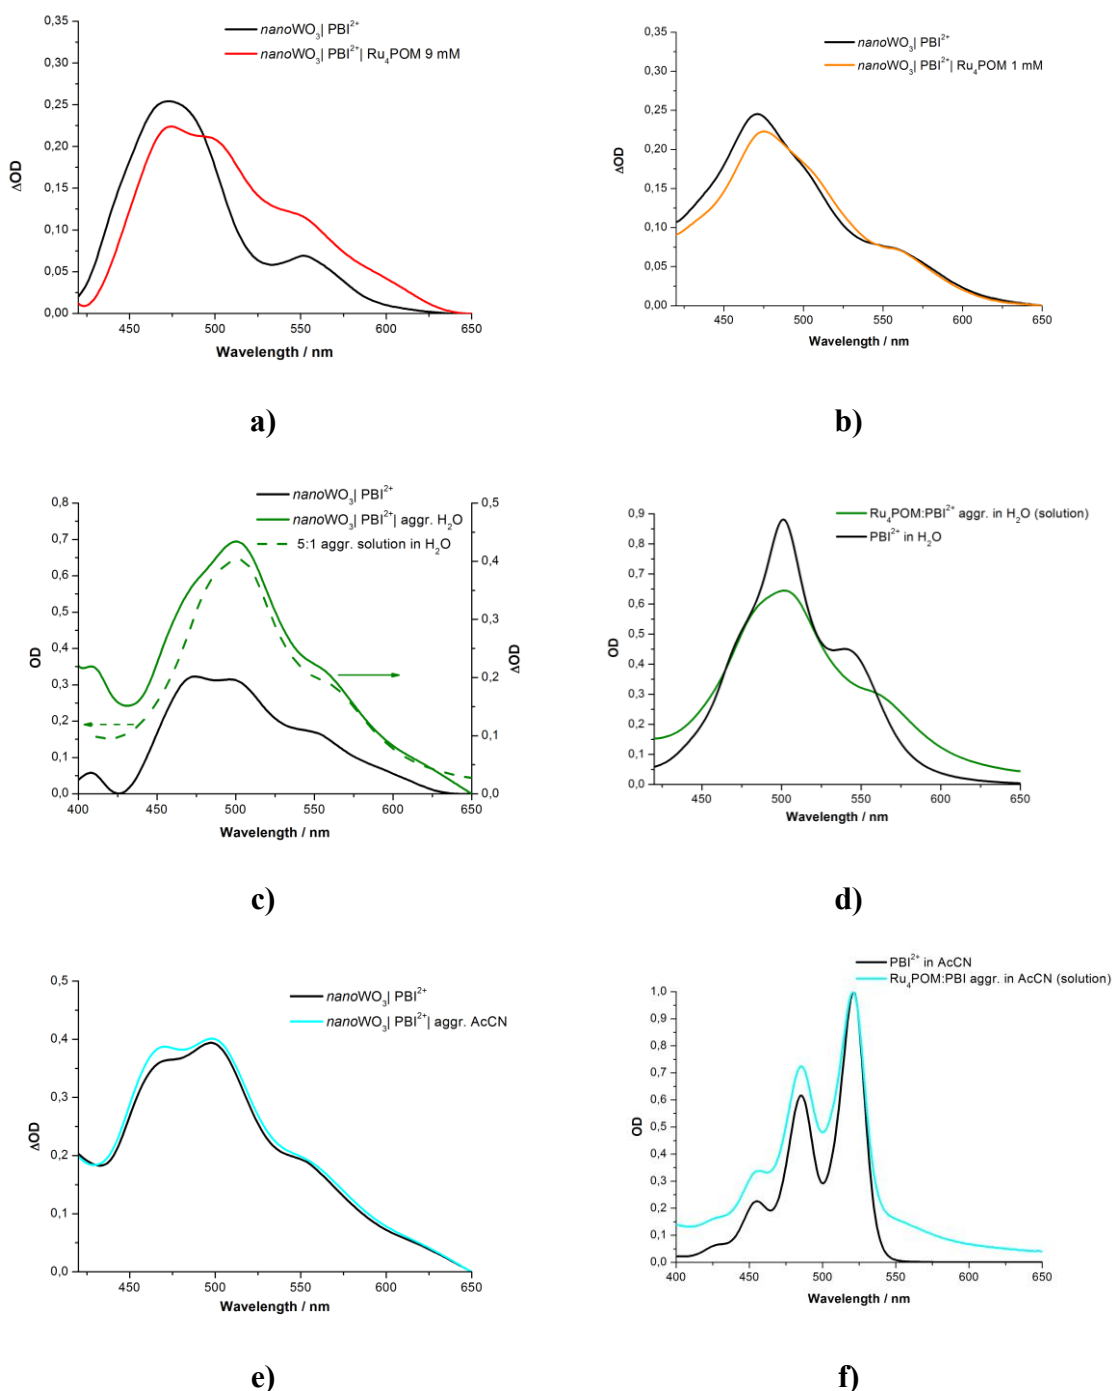 nanoWO₃| PBI²⁺
nanoWO₃| PBI²⁺| Ru₄POM 9 mM
0,35
0,30
0,25
0,20
0,15
0,10
0,05
0,00
ΔOD
450 500 550 600 650
Wavelength / nm
a)
nanoWO₃| PBI²⁺
nanoWO₃| PBI²⁺| Ru₄POM 1 mM
0,35
0,30
0,25
0,20
0,15
0,10
0,05
0,00
ΔOD
450 500 550 600 650
Wavelength / nm
b)
nanoWO₃| PBI²⁺
nanoWO₃| PBI²⁺| aggr. H₂O
5:1 aggr. solution in H₂O
0,8
0,7
0,6
0,5
0,4
0,3
0,2
0,1
0,0
OD
0,5
0,4
0,3
0,2
0,1
0,0
ΔOD
400 450 500 550 600 650
Wavelength / nm
c)
Ru₄POM:PBI²⁺ aggr. in H₂O (solution)
PBI²⁺ in H₂O
0,9
0,8
0,7
0,6
0,5
0,4
0,3
0,2
0,1
0,0
OD
450 500 550 600 650
Wavelength / nm
d)
nanoWO₃| PBI²⁺
nanoWO₃| PBI²⁺| aggr. AcCN
0,5
0,4
0,3
0,2
0,1
0,0
ΔOD
450 500 550 600 650
Wavelength / nm
e)
PBI²⁺ in AcCN
Ru₄POM:PBI aggr. in AcCN (solution)
1,0
0,9
0,8
0,7
0,6
0,5
0,4
0,3
0,2
0,1
0,0
OD
400 450 500 550 600 650
Wavelength / nm
f)